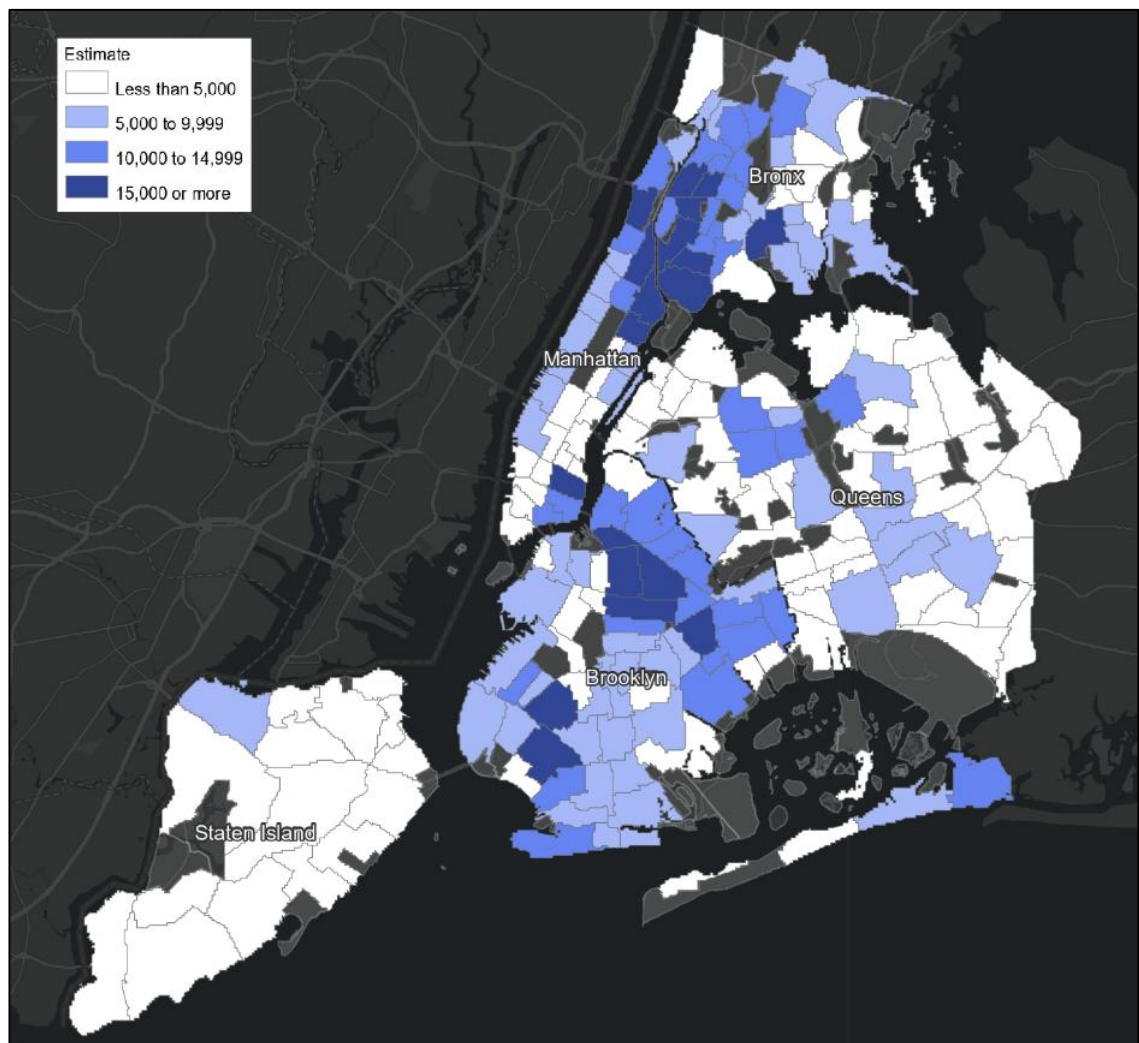 Estimate
Less than 5,000
5,000 to 9,999
10,000 to 14,999
15,000 or more
Bronx
Manhattan
Queens
Brooklyn
Staten Island